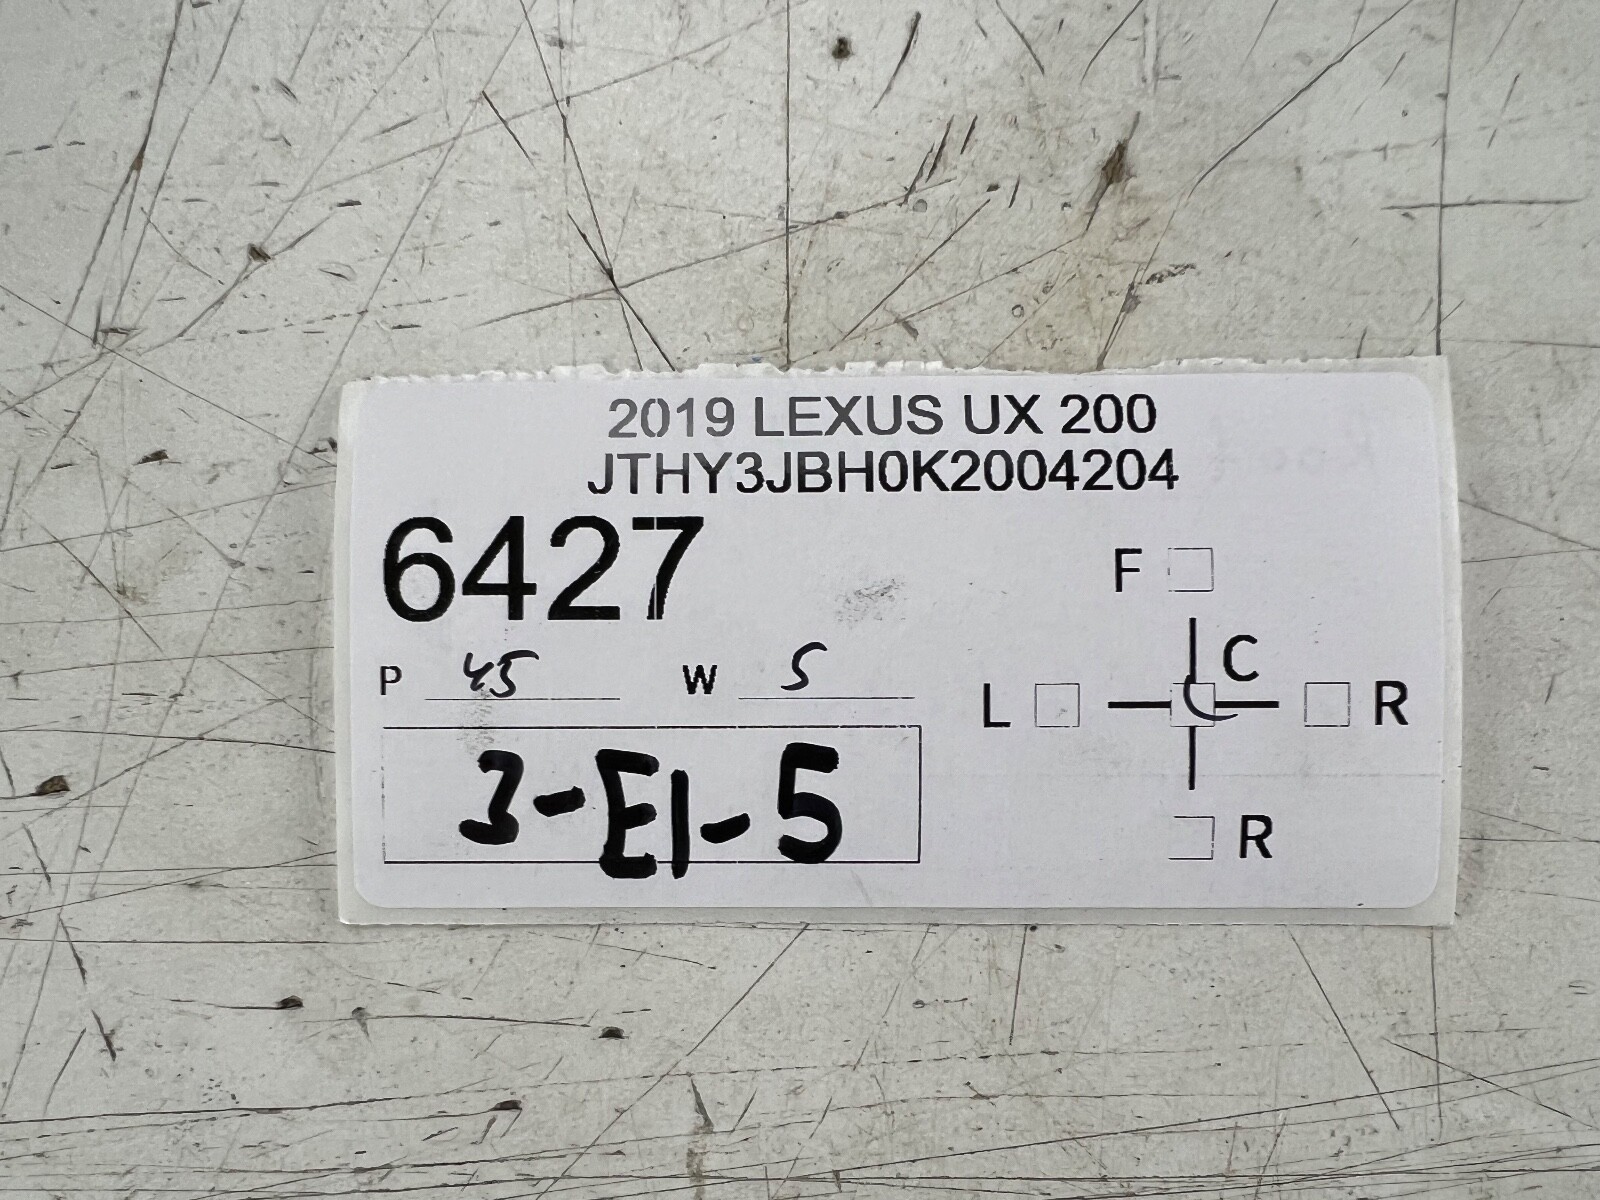 2019 LEXUS UX 200
JTHY3JBH0K2004204
6427
F
P 45 W 5
C
L R
3-E1-5
R